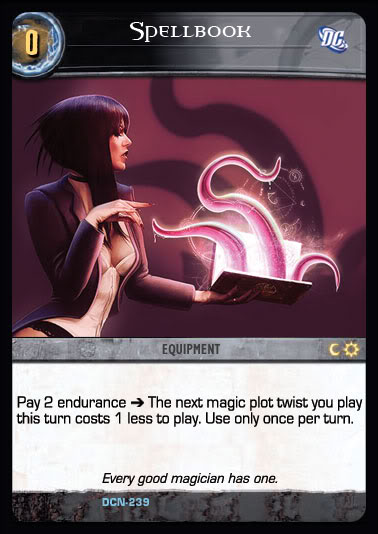 0
SPELLBOOK
DC
EQUIPMENT
Pay 2 endurance ➔ The next magic plot twist you play
this turn costs 1 less to play. Use only once per turn.
Every good magician has one.
DCN-239